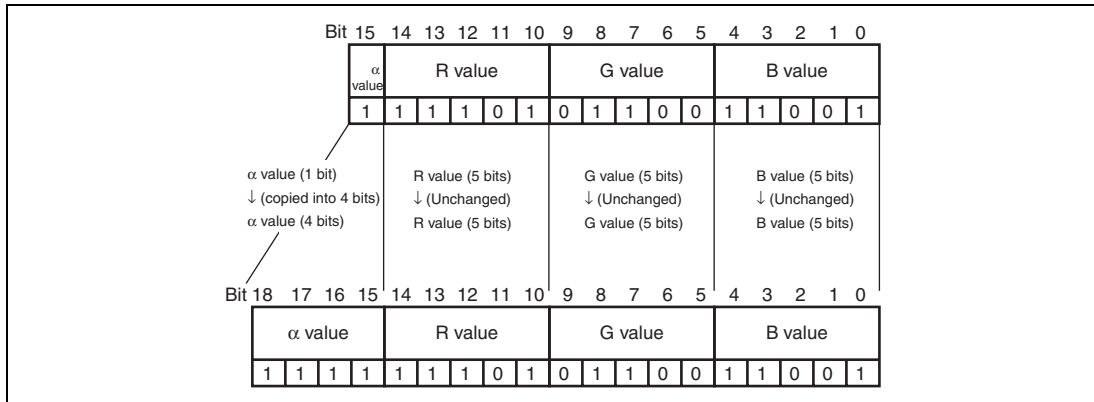 Bit 15 14 13 12 11 10 9 8 7 6 5 4 3 2 1 0
α value R value G value B value
1 1 1 1 0 1 0 1 1 0 0 1 1 0 0 1
α value (1 bit) R value (5 bits) G value (5 bits) B value (5 bits)
↓ (copied into 4 bits) ↓ (Unchanged) ↓ (Unchanged) ↓ (Unchanged)
α value (4 bits) R value (5 bits) G value (5 bits) B value (5 bits)
Bit 18 17 16 15 14 13 12 11 10 9 8 7 6 5 4 3 2 1 0
α value R value G value B value
1 1 1 1 1 1 1 0 1 0 1 1 0 0 1 1 0 0 1